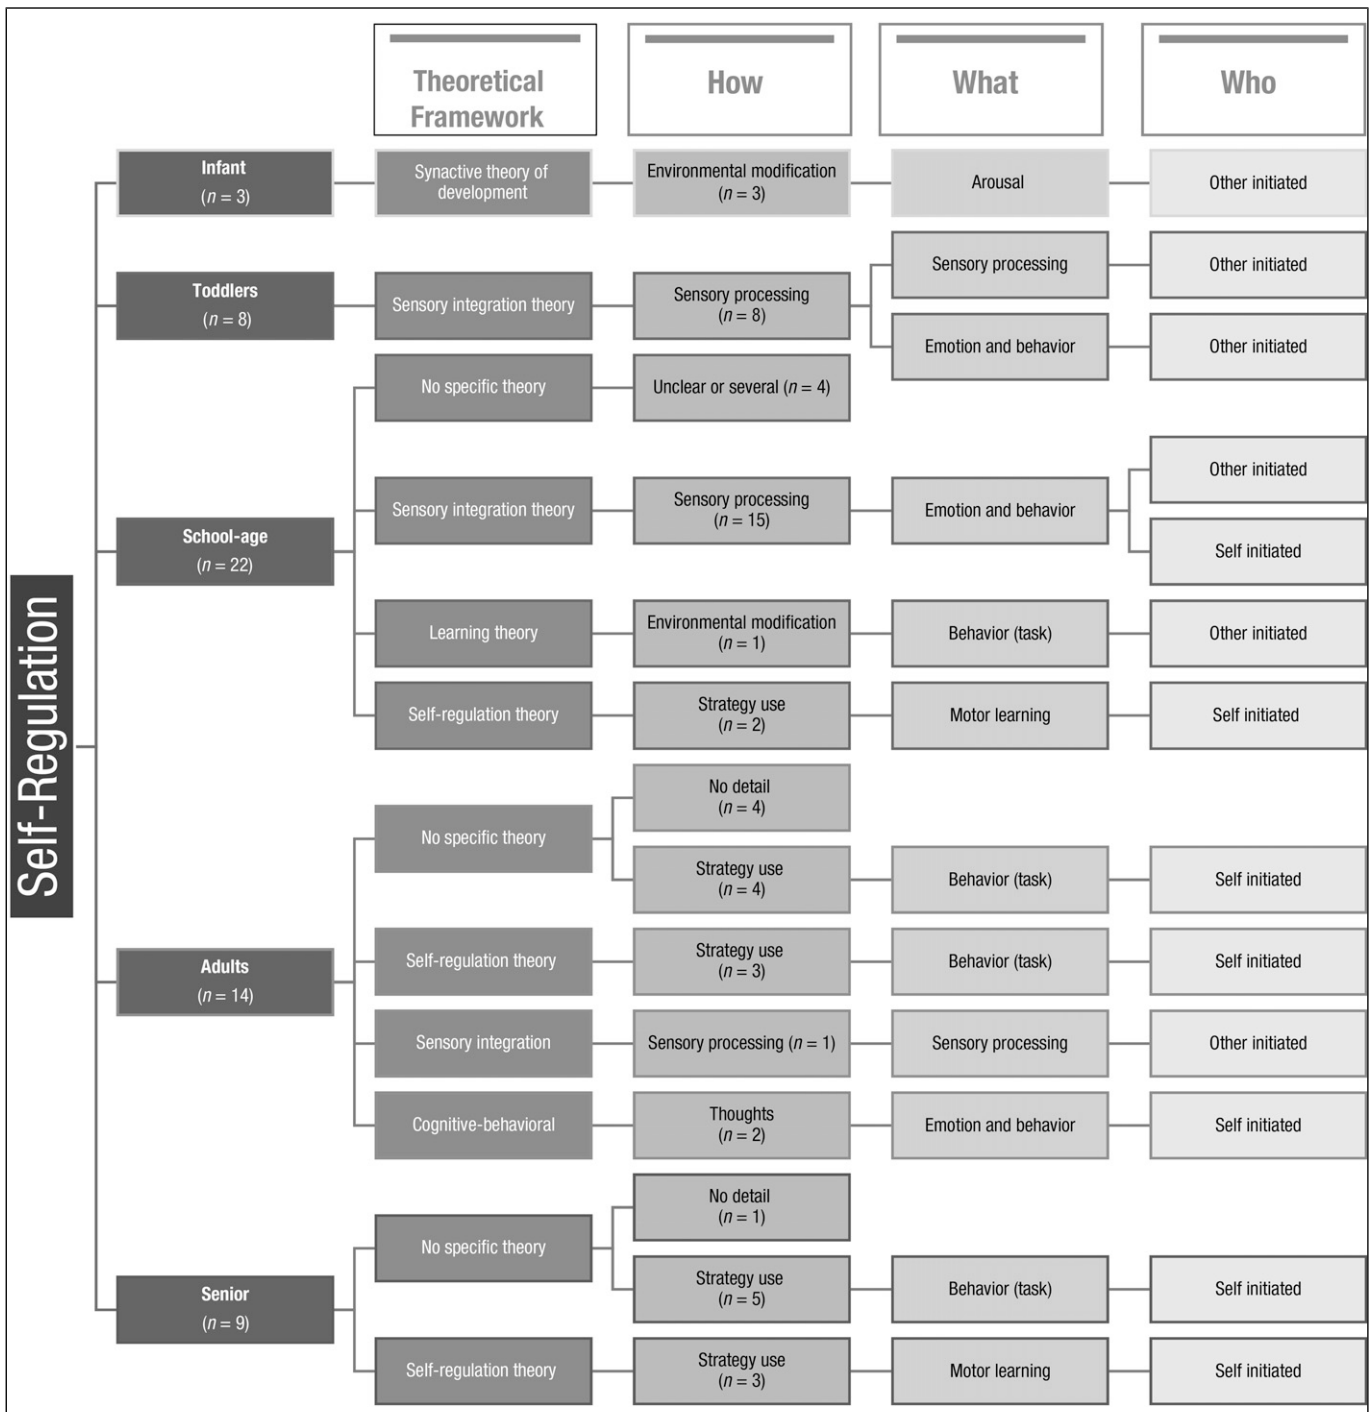 Theoretical
Framework
How
What
Who
Self-Regulation
Infant
(n = 3)
Synactive theory of
development
Environmental modification
(n = 3)
Arousal
Other initiated
Toddlers
(n = 8)
Sensory integration theory
Sensory processing
(n = 8)
Sensory processing
Other initiated
Emotion and behavior
Other initiated
School-age
(n = 22)
No specific theory
Unclear or several (n = 4)
Sensory integration theory
Sensory processing
(n = 15)
Emotion and behavior
Other initiated
Self initiated
Learning theory
Environmental modification
(n = 1)
Behavior (task)
Other initiated
Self-regulation theory
Strategy use
(n = 2)
Motor learning
Self initiated
Adults
(n = 14)
No specific theory
No detail
(n = 4)
Strategy use
(n = 4)
Behavior (task)
Self initiated
Self-regulation theory
Strategy use
(n = 3)
Behavior (task)
Self initiated
Sensory integration
Sensory processing (n = 1)
Sensory processing
Other initiated
Cognitive-behavioral
Thoughts
(n = 2)
Emotion and behavior
Self initiated
Senior
(n = 9)
No specific theory
No detail
(n = 1)
Strategy use
(n = 5)
Behavior (task)
Self initiated
Self-regulation theory
Strategy use
(n = 3)
Motor learning
Self initiated